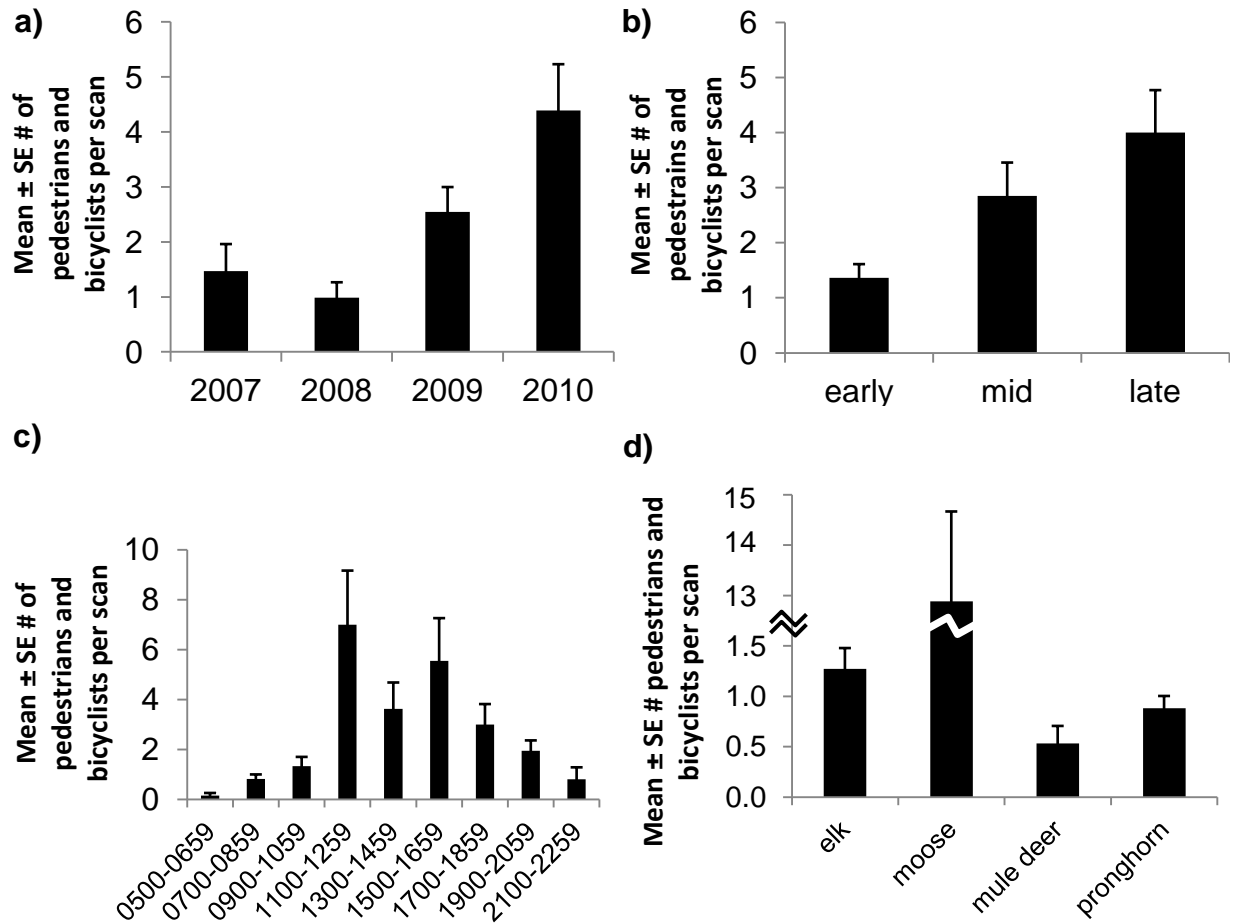 a)
Mean ± SE # of
pedestrians and
bicyclists per scan
6
5
4
3
2
1
0
2007 2008 2009 2010
b)
Mean ± SE # of
pedestrains and
bicyclists per scan
6
5
4
3
2
1
0
early mid late
c)
Mean ± SE # of
pedestrians and
bicyclists per scan
10
8
6
4
2
0
0500-0659
0700-0859
0900-1059
1100-1259
1300-1459
1500-1659
1700-1859
1900-2059
2100-2259
d)
Mean ± SE # pedestrians and
bicyclists per scan
15
14
13
1.5
1.0
0.5
0.0
elk
moose
mule deer
pronghorn